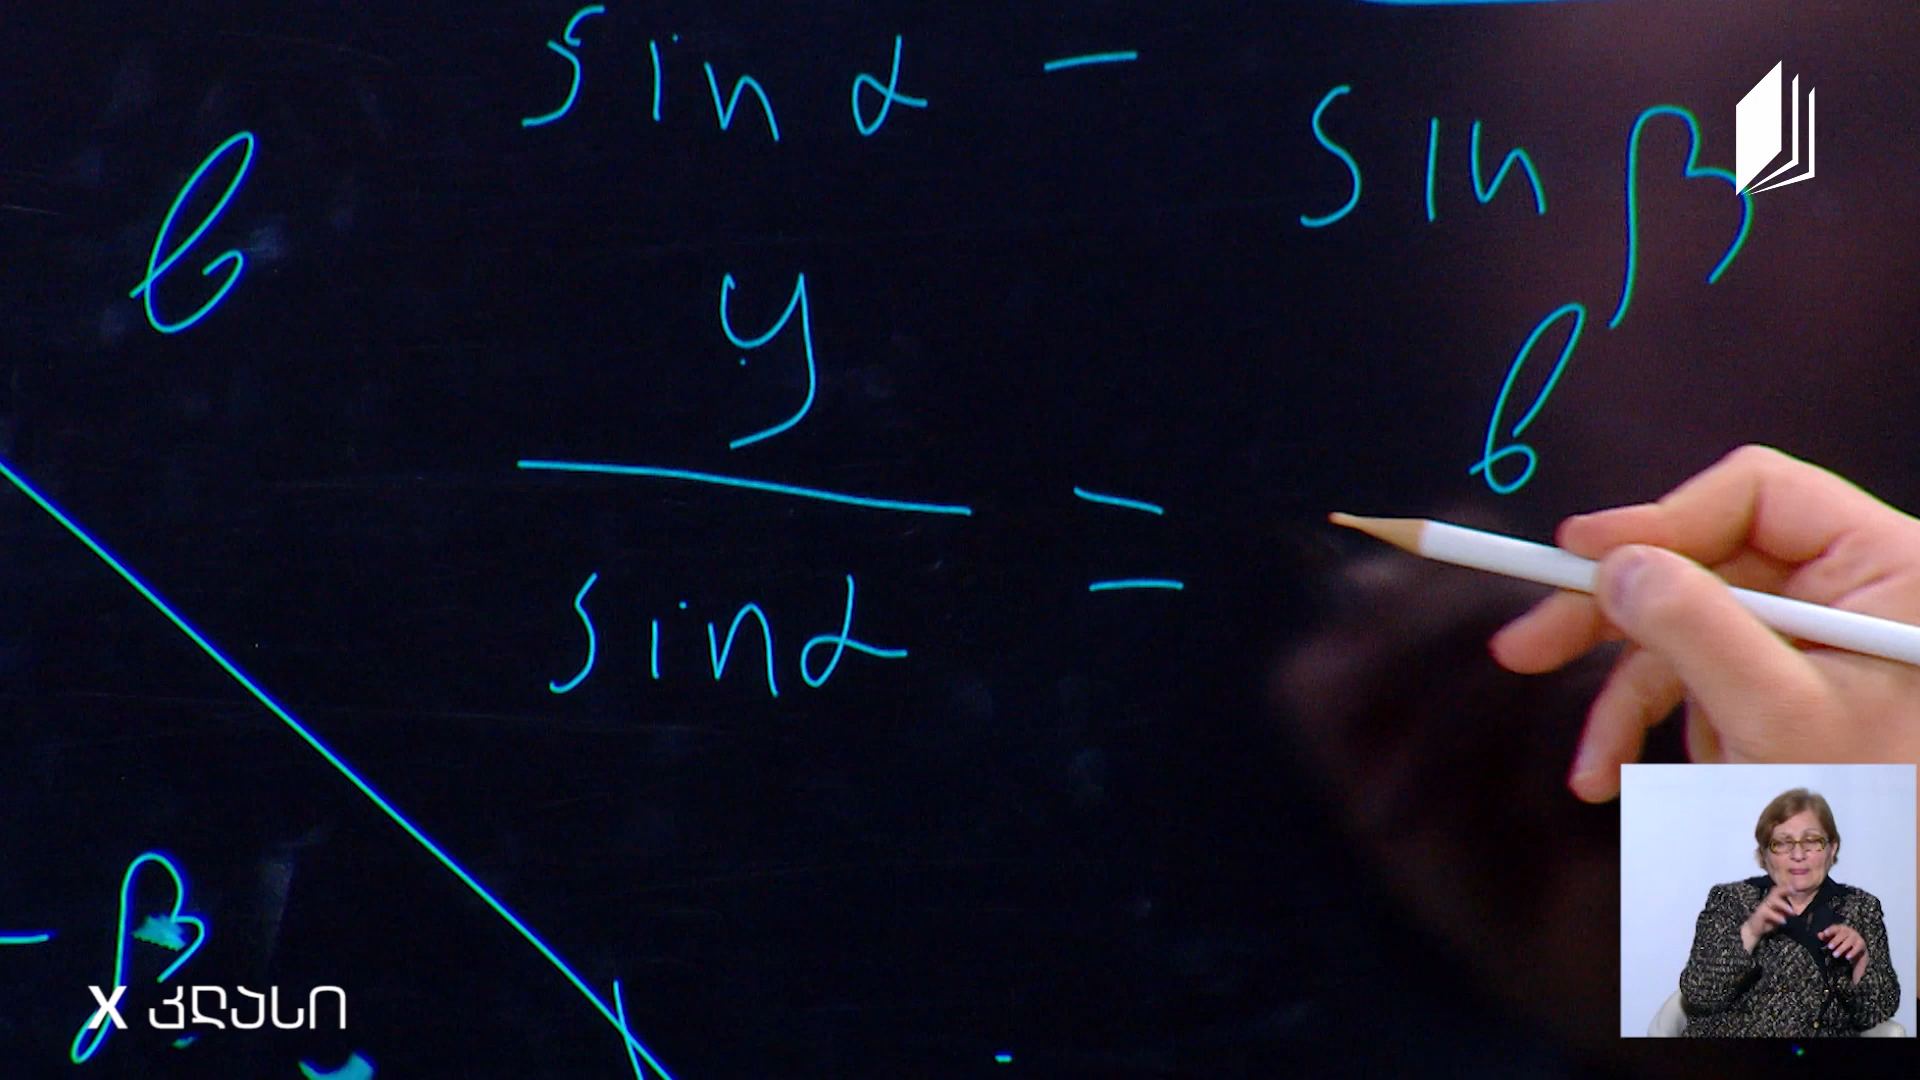 sin α = sin β
b
y / sin α = b
β
X კლასი